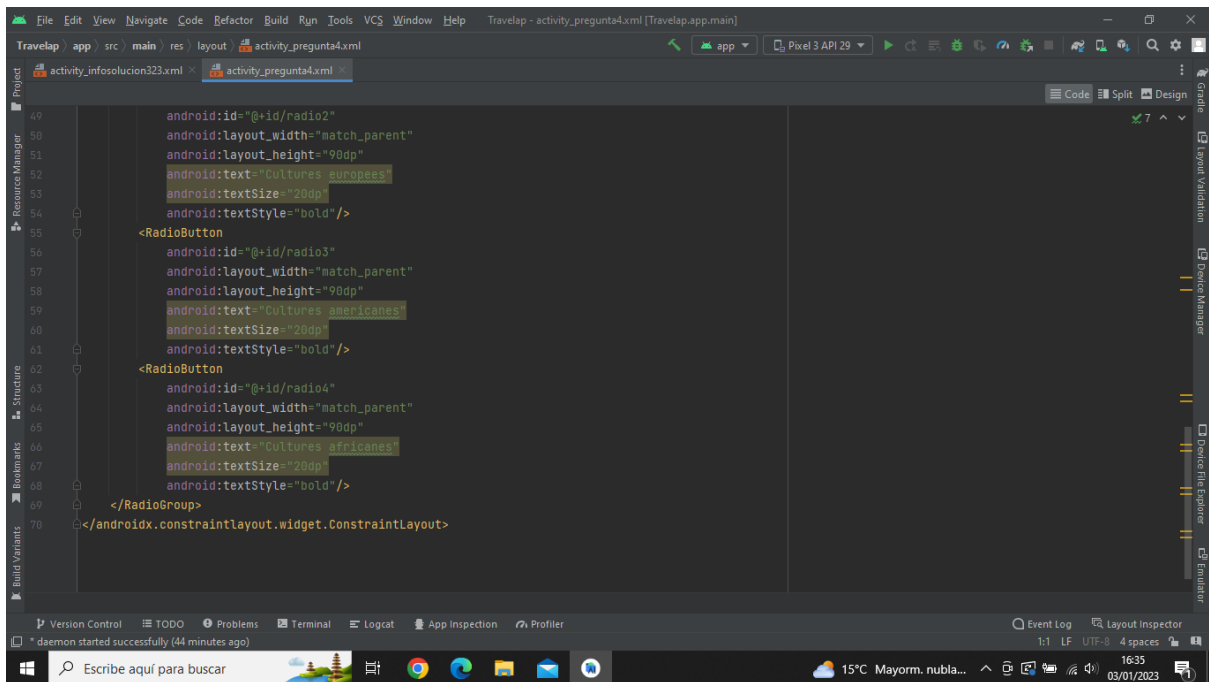 File Edit View Navigate Code Refactor Build Run Tools VCS Window Help Travelap - activity_pregunta4.xml [Travelap.app.main]
Travelap app src main res layout activity_pregunta4.xml app Pixel 3 API 29
activity_infosolucion323.xml activity_pregunta4.xml
Code Split Design
49 android:id="@+id/radio2" 7
50 android:layout_width="match_parent"
51 android:layout_height="90dp"
52 android:text="Cultures europees"
53 android:textSize="20dp"
54 android:textStyle="bold"/>
55 <RadioButton
56 android:id="@+id/radio3"
57 android:layout_width="match_parent"
58 android:layout_height="90dp"
59 android:text="Cultures americanes"
60 android:textSize="20dp"
61 android:textStyle="bold"/>
62 <RadioButton
63 android:id="@+id/radio4"
64 android:layout_width="match_parent"
65 android:layout_height="90dp"
66 android:text="Cultures africanes"
67 android:textSize="20dp"
68 android:textStyle="bold"/>
69 </RadioGroup>
70 </androidx.constraintlayout.widget.ConstraintLayout>
Project
Resource Manager
Structure
Bookmarks
Build Variants
Gradle
Layout Validation
Device Manager
Device File Explorer
Emulator
Version Control TODO Problems Terminal Logcat App Inspection Profiler Event Log Layout Inspector
* daemon started successfully (44 minutes ago) 1:1 LF UTF-8 4 spaces
Escribe aquí para buscar 15°C Mayorm. nubla... 16:35
03/01/2023
1